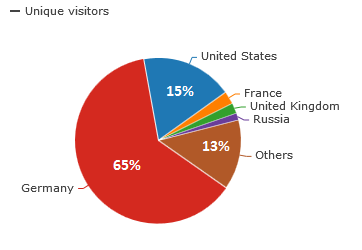 Unique visitors
United States
15%
France
United Kingdom
Russia
13%
Others
65%
Germany